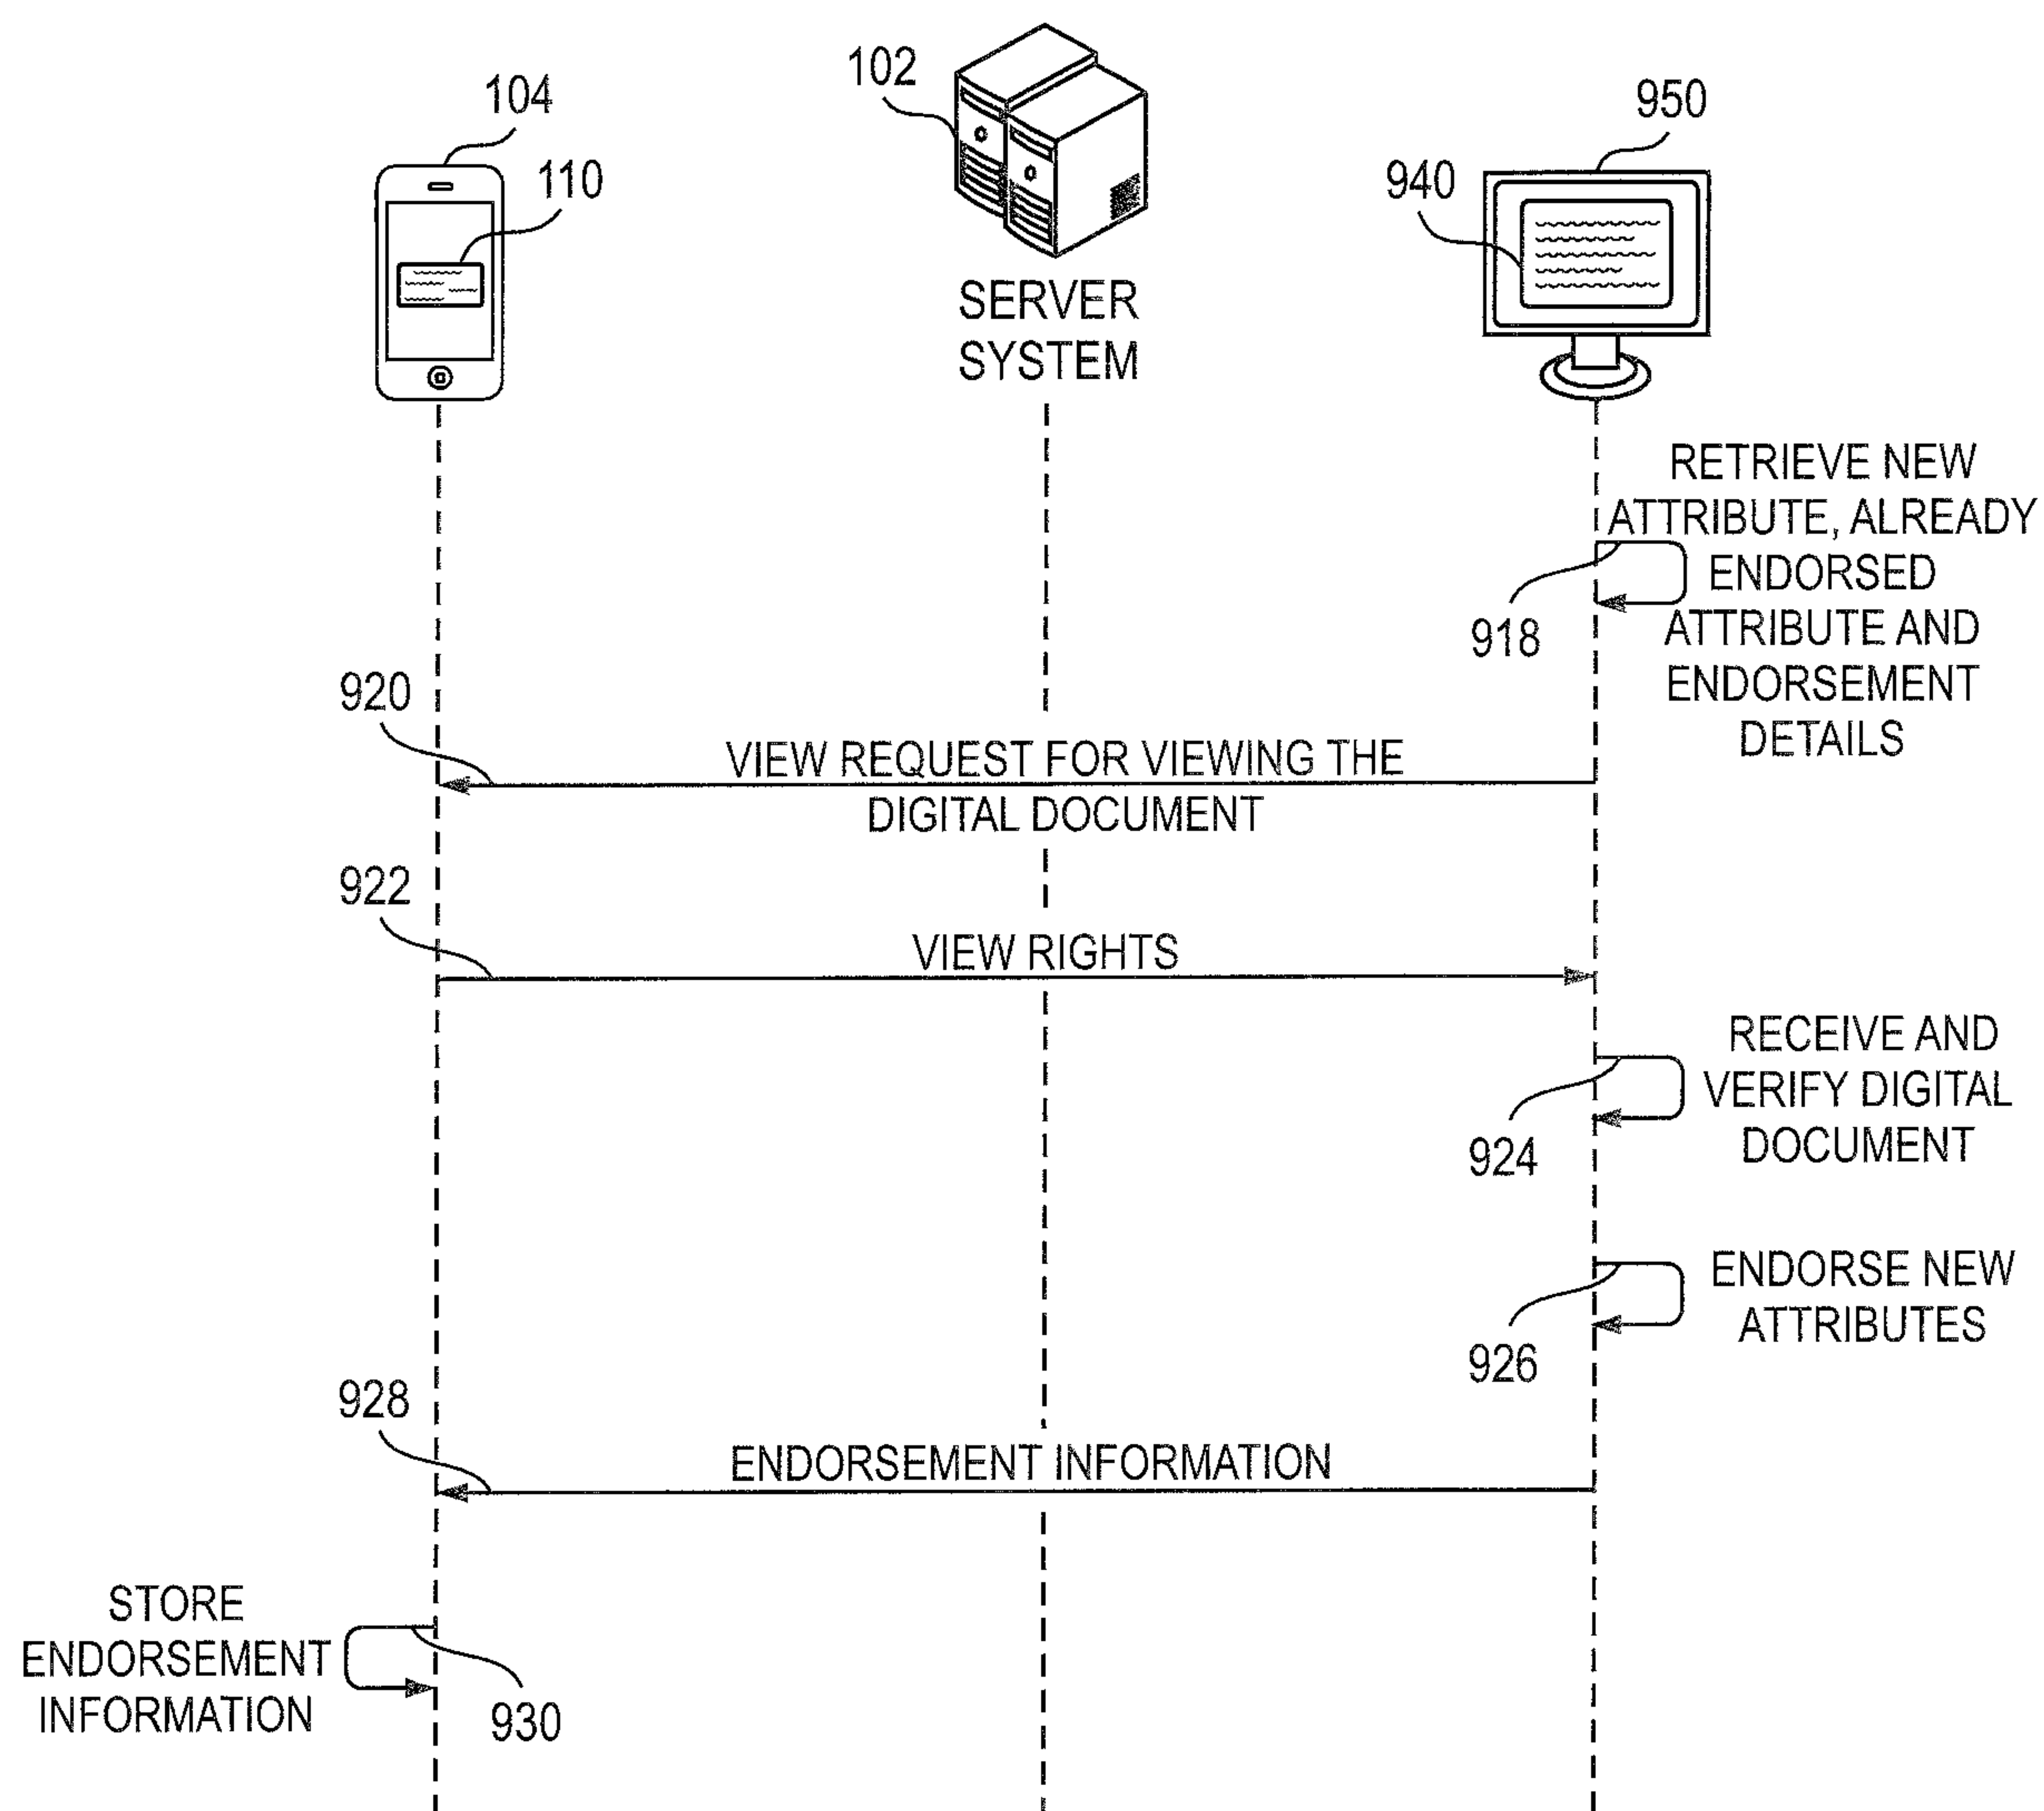 102
104
950
110
940
SERVER
SYSTEM
RETRIEVE NEW
ATTRIBUTE, ALREADY
ENDORSED
918
ATTRIBUTE AND
ENDORSEMENT
DETAILS
920
VIEW REQUEST FOR VIEWING THE
DIGITAL DOCUMENT
922
VIEW RIGHTS
RECEIVE AND
VERIFY DIGITAL
DOCUMENT
924
ENDORSE NEW
ATTRIBUTES
926
928
ENDORSEMENT INFORMATION
STORE
ENDORSEMENT
INFORMATION
930